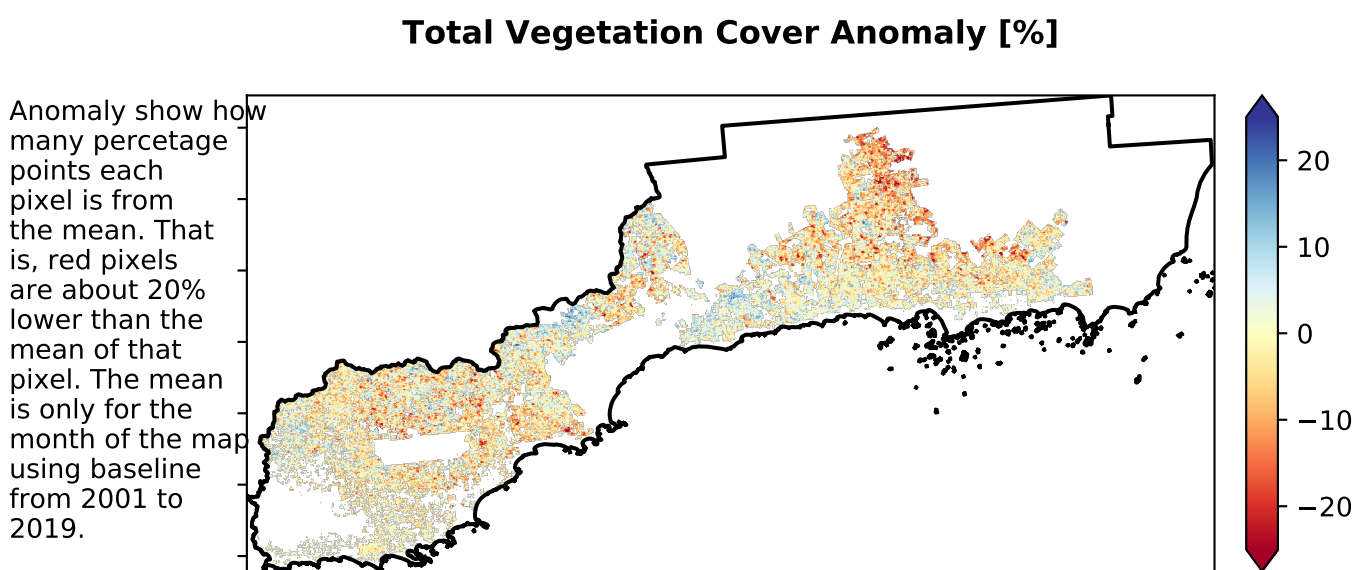 Total Vegetation Cover Anomaly [%]
Anomaly show how
many percetage
points each
pixel is from
the mean. That
is, red pixels
are about 20%
lower than the
mean of that
pixel. The mean
is only for the
month of the map
using baseline
from 2001 to
2019.
20
10
0
−10
−20